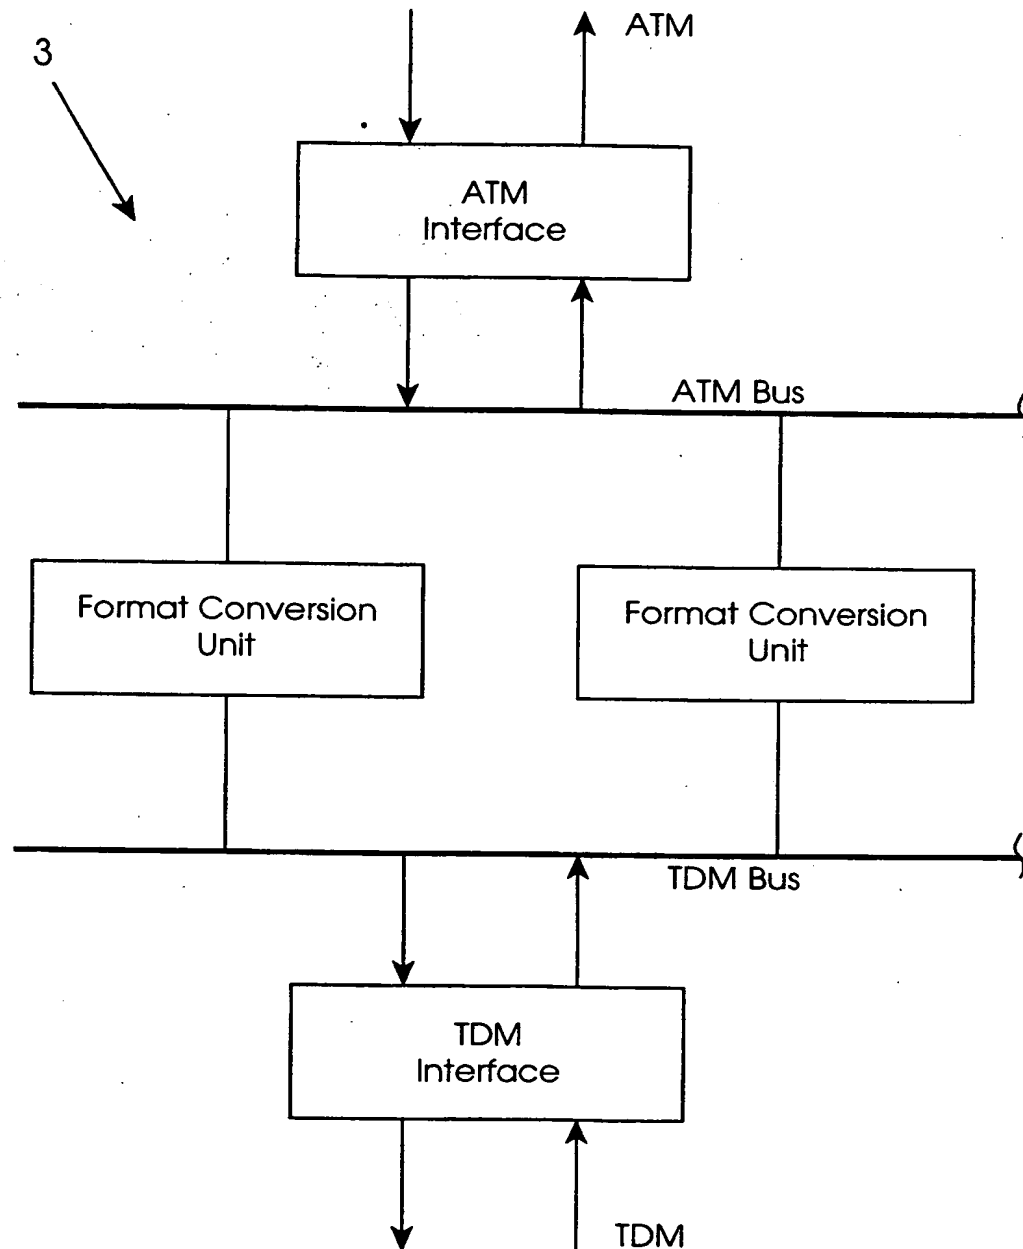 3
ATM
ATM
Interface
ATM Bus
Format Conversion
Unit
Format Conversion
Unit
TDM Bus
TDM
Interface
TDM